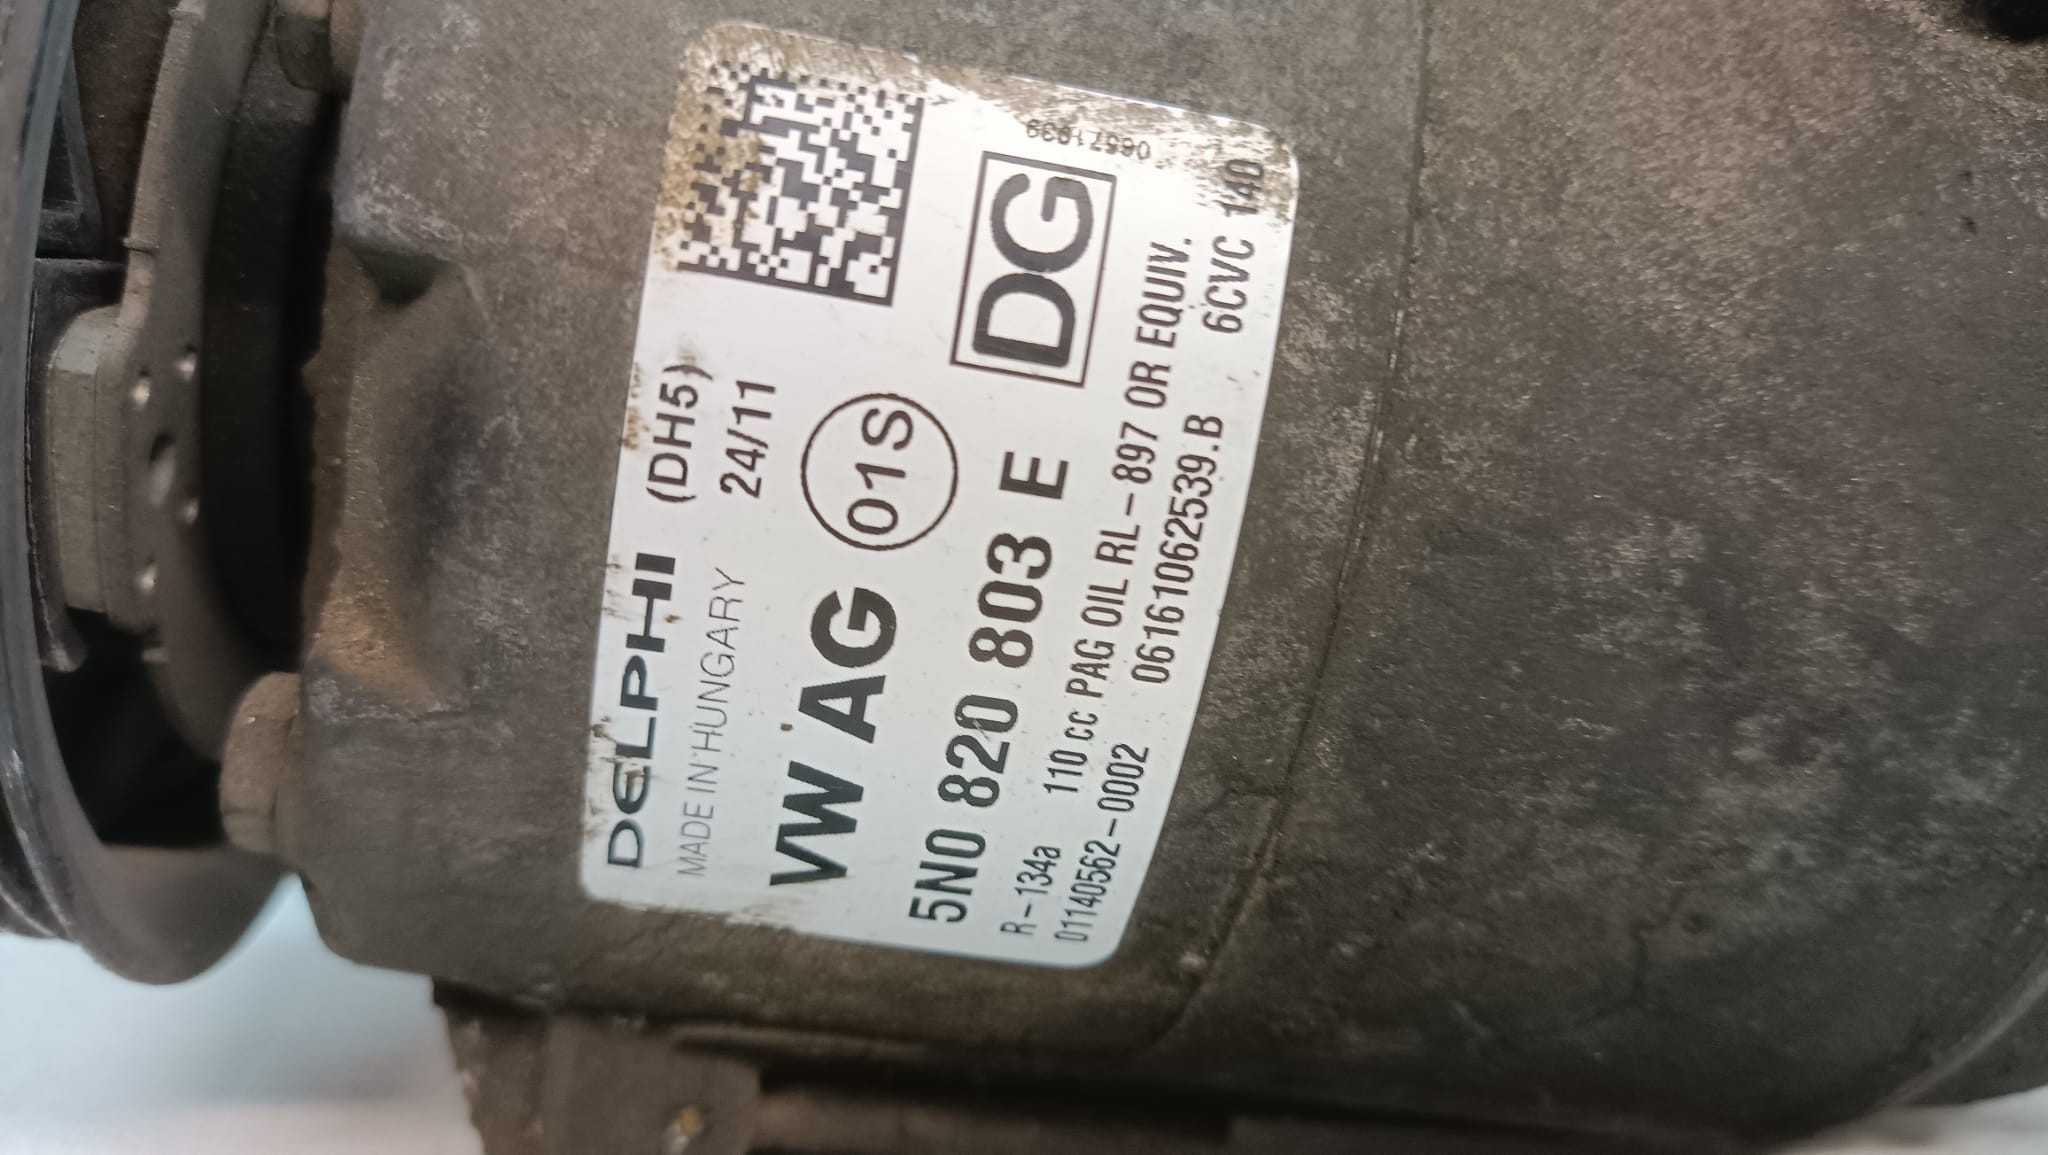 DELPHI (DH5)
MADE IN HUNGARY 24/11
VW AG 01S
5N0 820 803 E DG
R-134a 110 cc PAG OIL RL-897 OR EQUIV.
01140562-0002 06161062539.B 6CVC 140